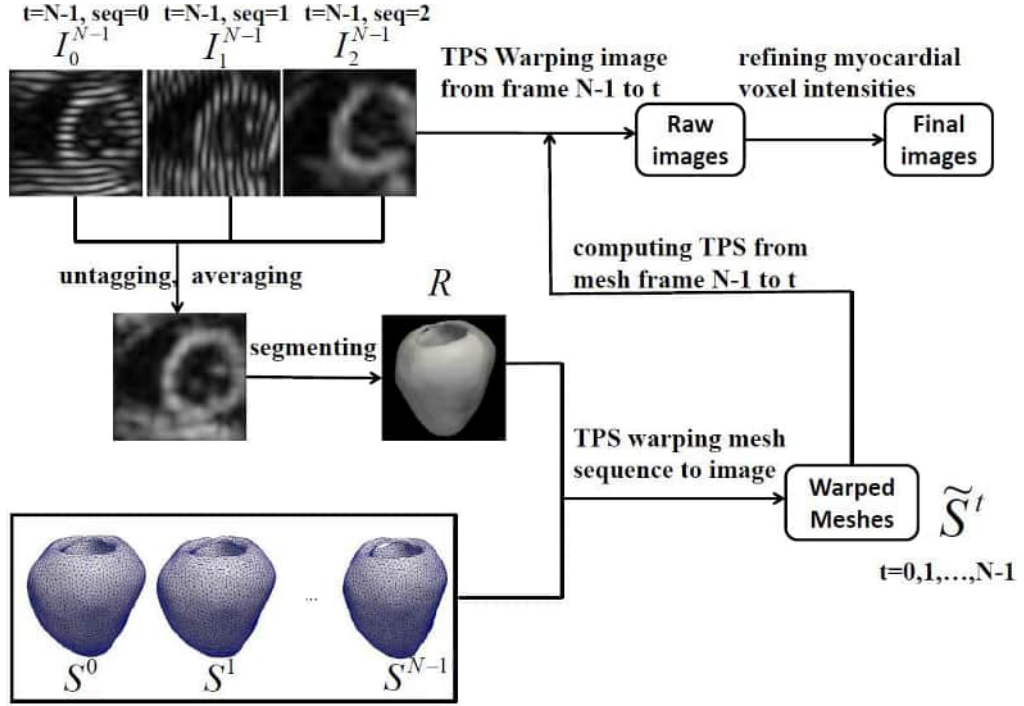 t=N-1, seq=0 t=N-1, seq=1 t=N-1, seq=2
I_0^{N-1} I_1^{N-1} I_2^{N-1}
TPS Warping image
from frame N-1 to t
refining myocardial
voxel intensities
Raw
images
Final
images
untagging, averaging
computing TPS from
mesh frame N-1 to t
R
segmenting
TPS warping mesh
sequence to image
Warped
Meshes
S̃^t
t=0,1,...,N-1
...
S^0 S^1 S^{N-1}